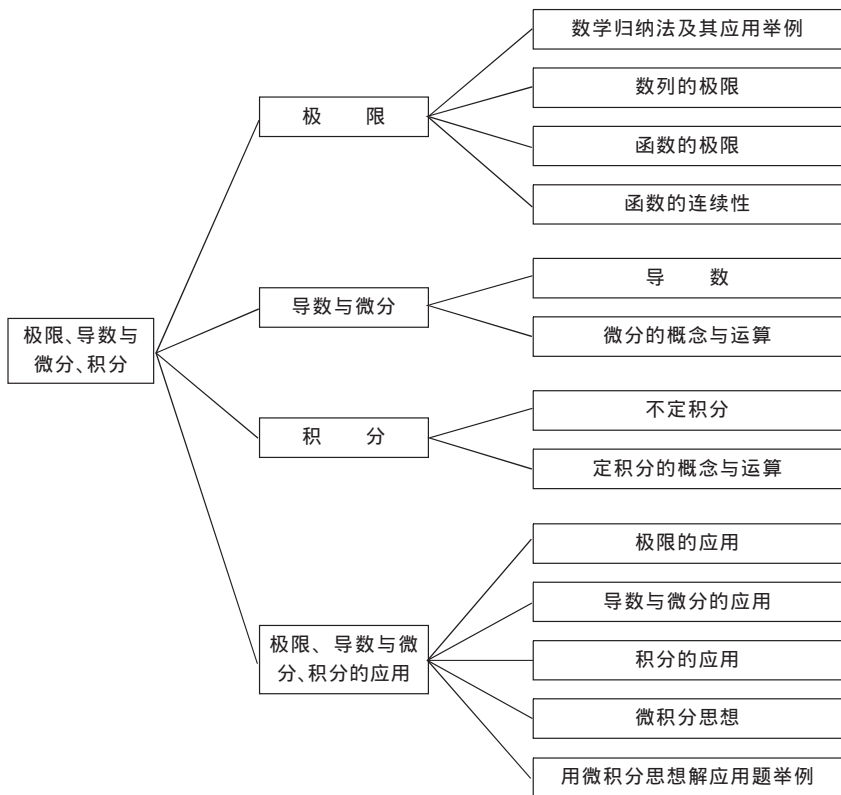 极限、导数与
微分、积分
极 限
数学归纳法及其应用举例
数列的极限
函数的极限
函数的连续性
导数与微分
导 数
微分的概念与运算
积 分
不定积分
定积分的概念与运算
极限、导数与微
分、积分的应用
极限的应用
导数与微分的应用
积分的应用
微积分思想
用微积分思想解应用题举例